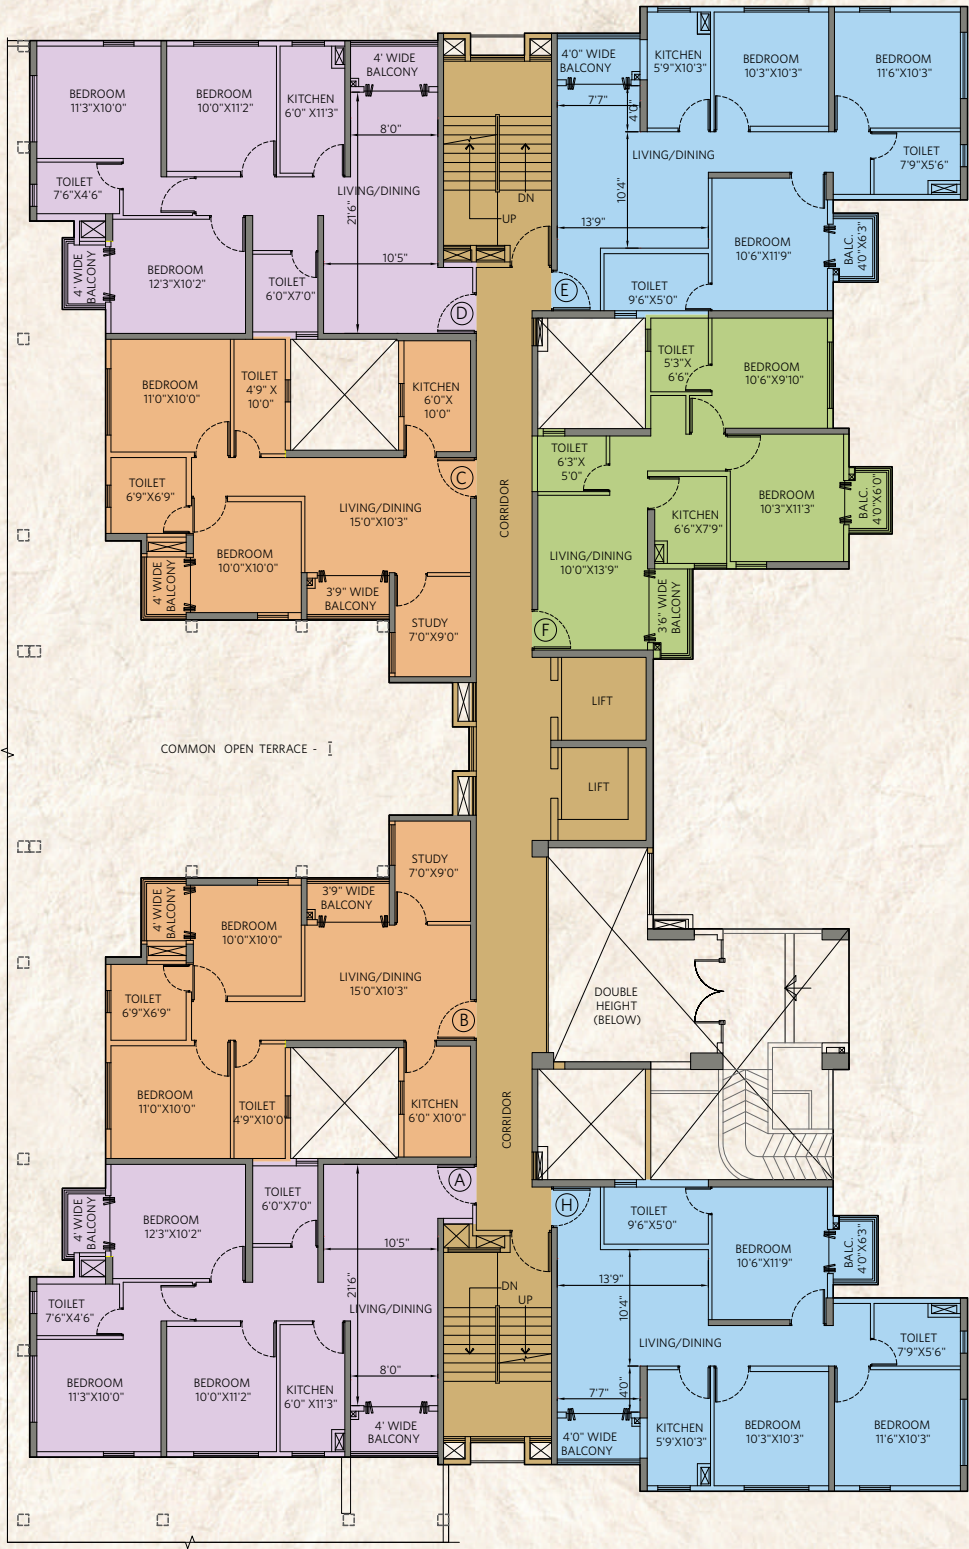 BEDROOM
11'3"X10'0"
BEDROOM
10'0"X11'2"
KITCHEN
6'0" X11'3"
4' WIDE
BALCONY
8'0"
TOILET
7'6"X4'6"
LIVING/DINING
21'6"
10'5"
4' WIDE
BALCONY
BEDROOM
12'3"X10'2"
TOILET
6'0"X7'0"
D
DN
UP
4'0" WIDE
BALCONY
KITCHEN
5'9"X10'3"
BEDROOM
10'3"X10'3"
BEDROOM
11'6"X10'3"
7'7"
4'0"
LIVING/DINING
TOILET
7'9"X5'6"
10'4"
13'9"
BEDROOM
10'6"X11'9"
BALC.
4'0"X6'3"
TOILET
9'6"X5'0"
E
BEDROOM
11'0"X10'0"
TOILET
4'9" X
10'0"
KITCHEN
6'0"X
10'0"
TOILET
6'9"X6'9"
C
LIVING/DINING
15'0"X10'3"
BEDROOM
10'0"X10'0"
4' WIDE
BALCONY
3'9" WIDE
BALCONY
STUDY
7'0"X9'0"
CORRIDOR
TOILET
5'3"X
6'6"
BEDROOM
10'6"X9'10"
TOILET
6'3"X
5'0"
KITCHEN
6'6"X7'9"
BEDROOM
10'3"X11'3"
BALC.
4'0"X6'0"
LIVING/DINING
10'0"X13'9"
3'6" WIDE
BALCONY
F
LIFT
COMMON OPEN TERRACE - I
LIFT
STUDY
7'0"X9'0"
4' WIDE
BALCONY
3'9" WIDE
BALCONY
BEDROOM
10'0"X10'0"
LIVING/DINING
15'0"X10'3"
TOILET
6'9"X6'9"
B
BEDROOM
11'0"X10'0"
TOILET
4'9"X10'0"
KITCHEN
6'0" X10'0"
DOUBLE
HEIGHT
(BELOW)
CORRIDOR
A
TOILET
6'0"X7'0"
4' WIDE
BALCONY
BEDROOM
12'3"X10'2"
10'5"
21'6"
LIVING/DINING
TOILET
7'6"X4'6"
8'0"
BEDROOM
11'3"X10'0"
BEDROOM
10'0"X11'2"
KITCHEN
6'0" X11'3"
4' WIDE
BALCONY
DN
UP
H
TOILET
9'6"X5'0"
BEDROOM
10'6"X11'9"
BALC.
4'0"X6'3"
13'9"
10'4"
LIVING/DINING
TOILET
7'9"X5'6"
7'7"
4'0"
4'0" WIDE
BALCONY
KITCHEN
5'9"X10'3"
BEDROOM
10'3"X10'3"
BEDROOM
11'6"X10'3"